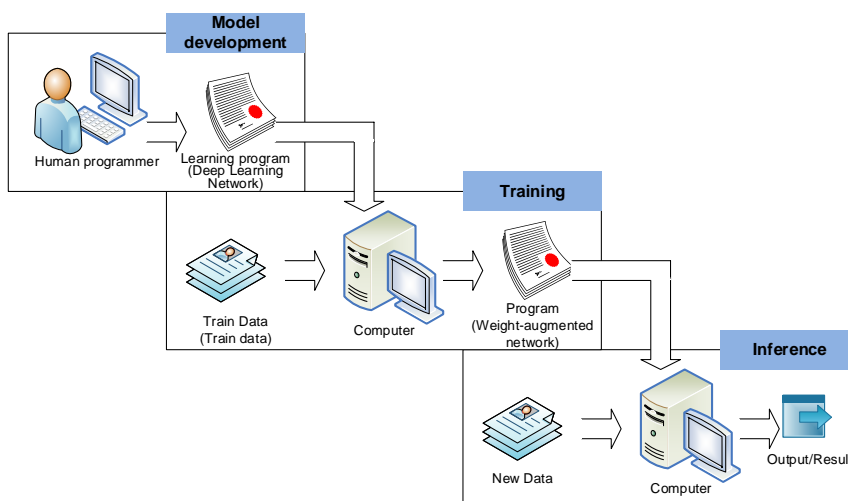 Model
development
Human programmer
Learning program
(Deep Learning
Network)
Training
Train Data
(Train data)
Computer
Program
(Weight-augmented
network)
Inference
New Data
Computer
Output/Resul